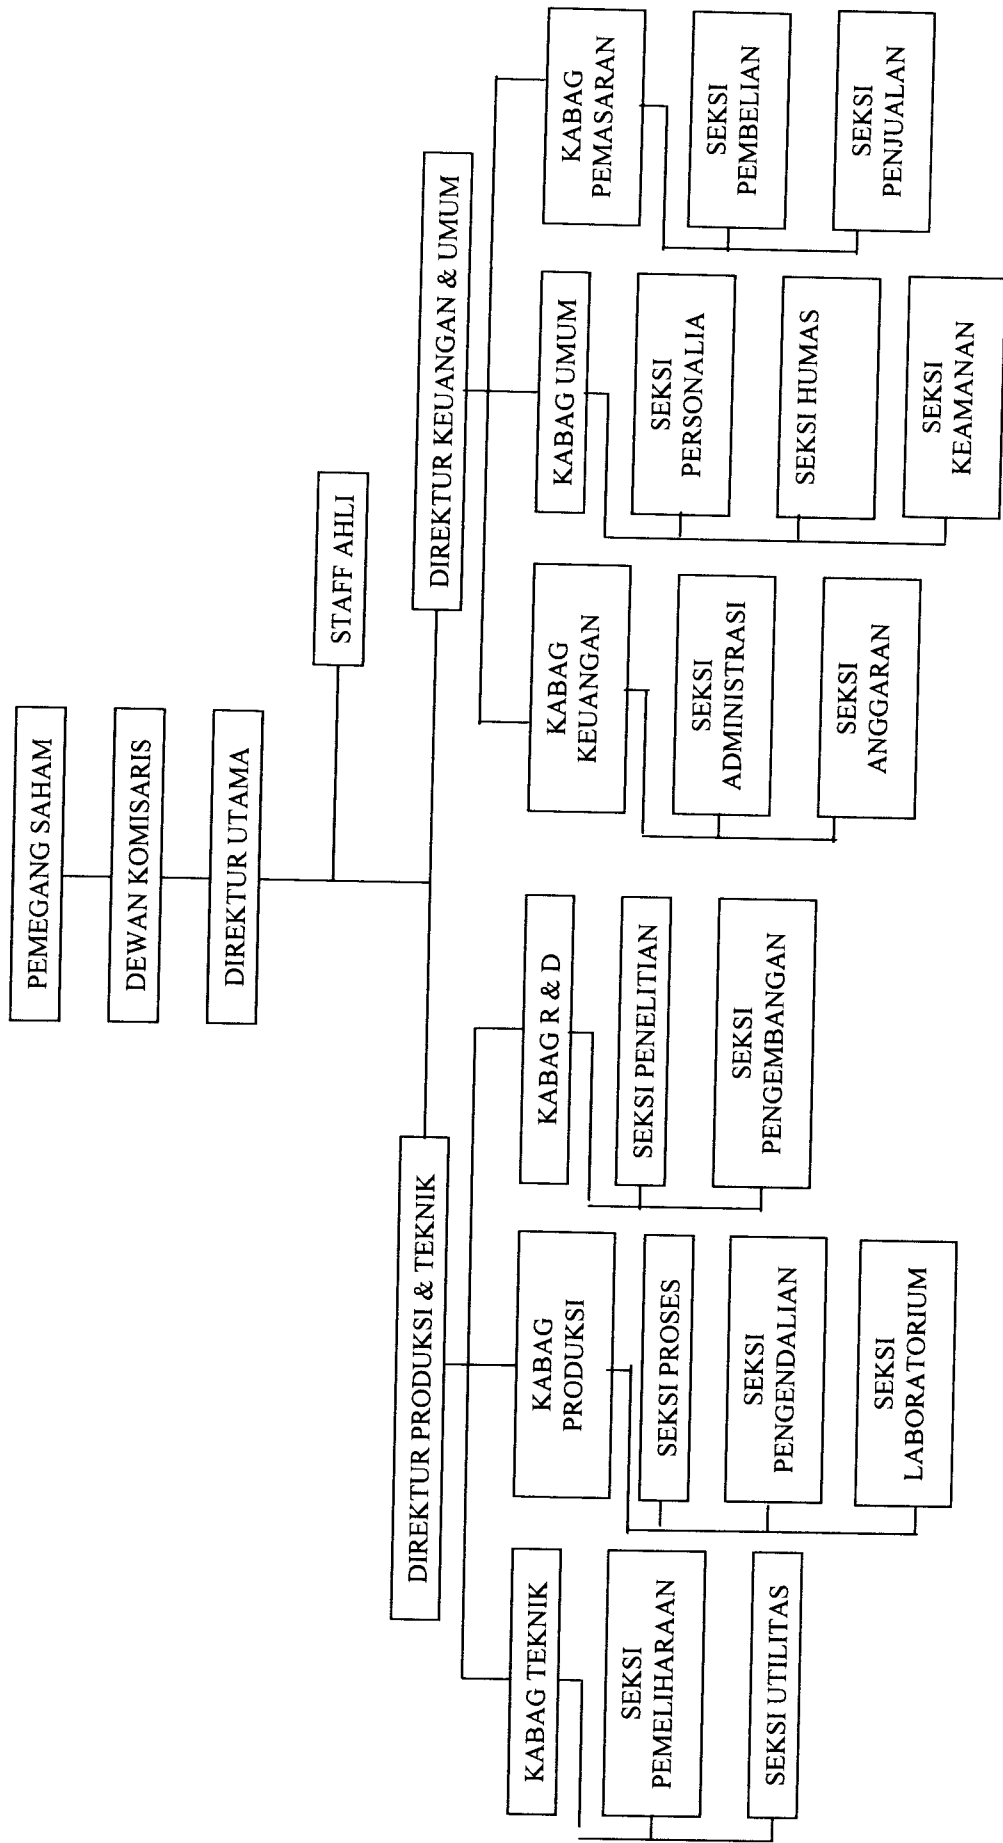 PEMEGANG SAHAM
DEWAN KOMISARIS
DIREKTUR UTAMA
STAFF AHLI
DIREKTUR PRODUKSI & TEKNIK
DIREKTUR KEUANGAN & UMUM
KABAG TEKNIK
SEKSI
PEMELIHARAAN
SEKSI UTILITAS
KABAG
PRODUKSI
SEKSI PROSES
SEKSI
PENGENDALIAN
SEKSI
LABORATORIUM
KABAG R & D
SEKSI PENELITIAN
SEKSI
PENGEMBANGAN
KABAG
KEUANGAN
SEKSI
ADMINISTRASI
SEKSI
ANGGARAN
KABAG UMUM
SEKSI
PERSONALIA
SEKSI HUMAS
SEKSI
KEAMANAN
KABAG
PEMASARAN
SEKSI
PEMBELIAN
SEKSI
PENJUALAN